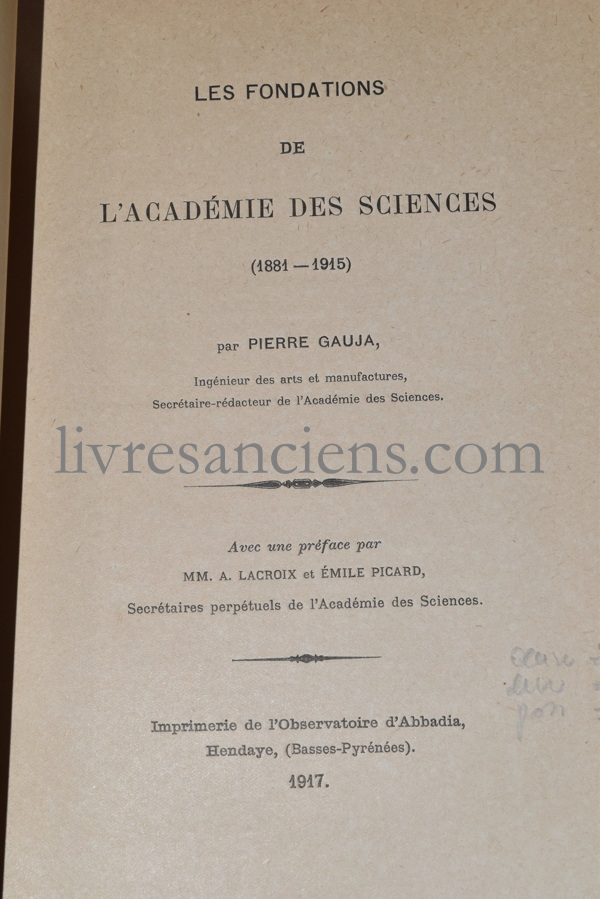 LES FONDATIONS
DE
L'ACADÉMIE DES SCIENCES
(1881 — 1915)
par PIERRE GAUJA,
Ingénieur des arts et manufactures,
Secrétaire-rédacteur de l'Académie des Sciences.
livresanciens.com
Avec une préface par
MM. A. LACROIX et ÉMILE PICARD,
Secrétaires perpétuels de l'Académie des Sciences.
Imprimerie de l'Observatoire d'Abbadia,
Hendaye, (Basses-Pyrénées).
1917.